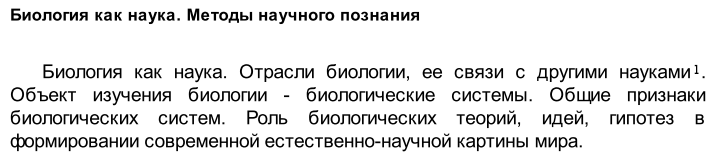 Биология как наука. Методы научного познания
Биология как наука. Отрасли биологии, ее связи с другими науками1.
Объект изучения биологии - биологические системы. Общие признаки
биологических систем. Роль биологических теорий, идей, гипотез в
формировании современной естественно-научной картины мира.